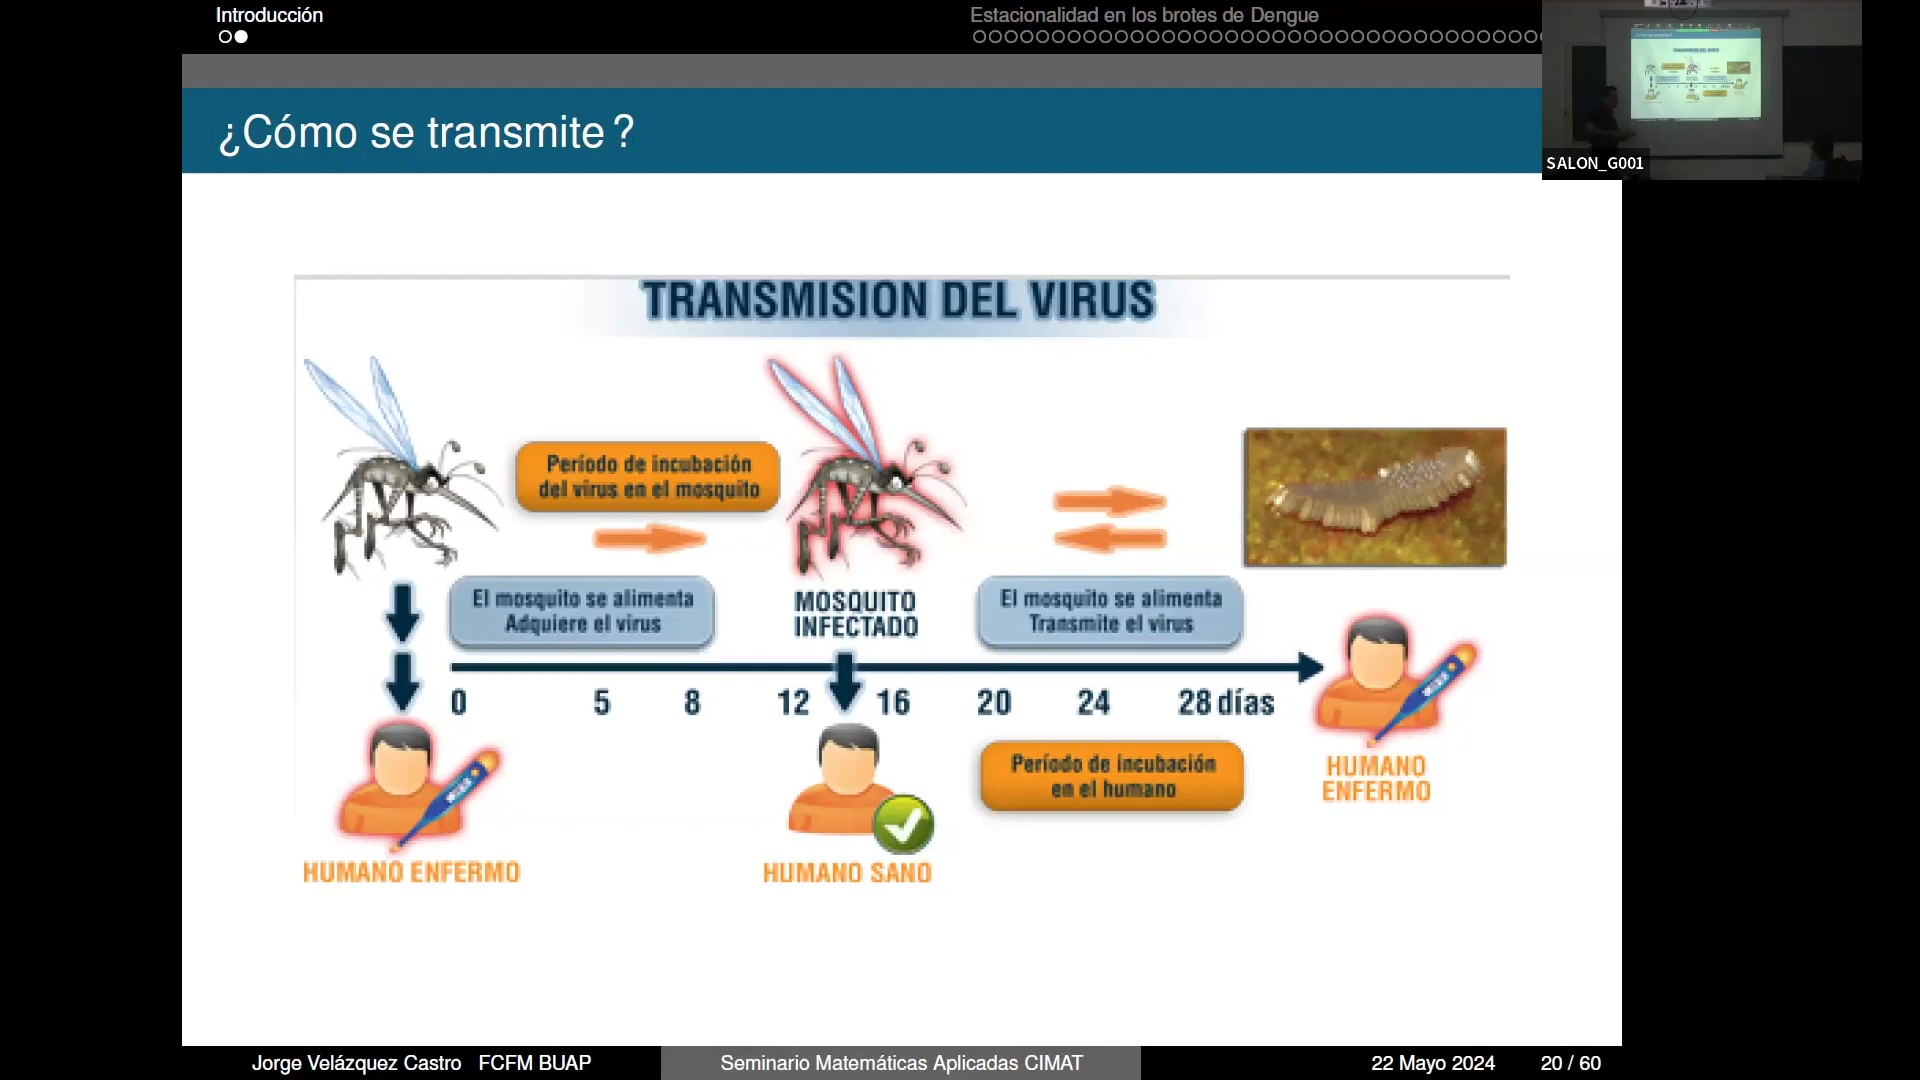 Introducción
Estacionalidad en los brotes de Dengue
¿Cómo se transmite?
SALON_G001
TRANSMISION DEL VIRUS
Período de incubación
del virus en el mosquito
El mosquito se alimenta
Adquiere el virus
MOSQUITO
INFECTADO
El mosquito se alimenta
Transmite el virus
0 5 8 12 16 20 24 28 días
Período de incubación
en el humano
HUMANO
ENFERMO
HUMANO ENFERMO
HUMANO SANO
Jorge Velázquez Castro FCFM BUAP
Seminario Matemáticas Aplicadas CIMAT
22 Mayo 2024
20 / 60